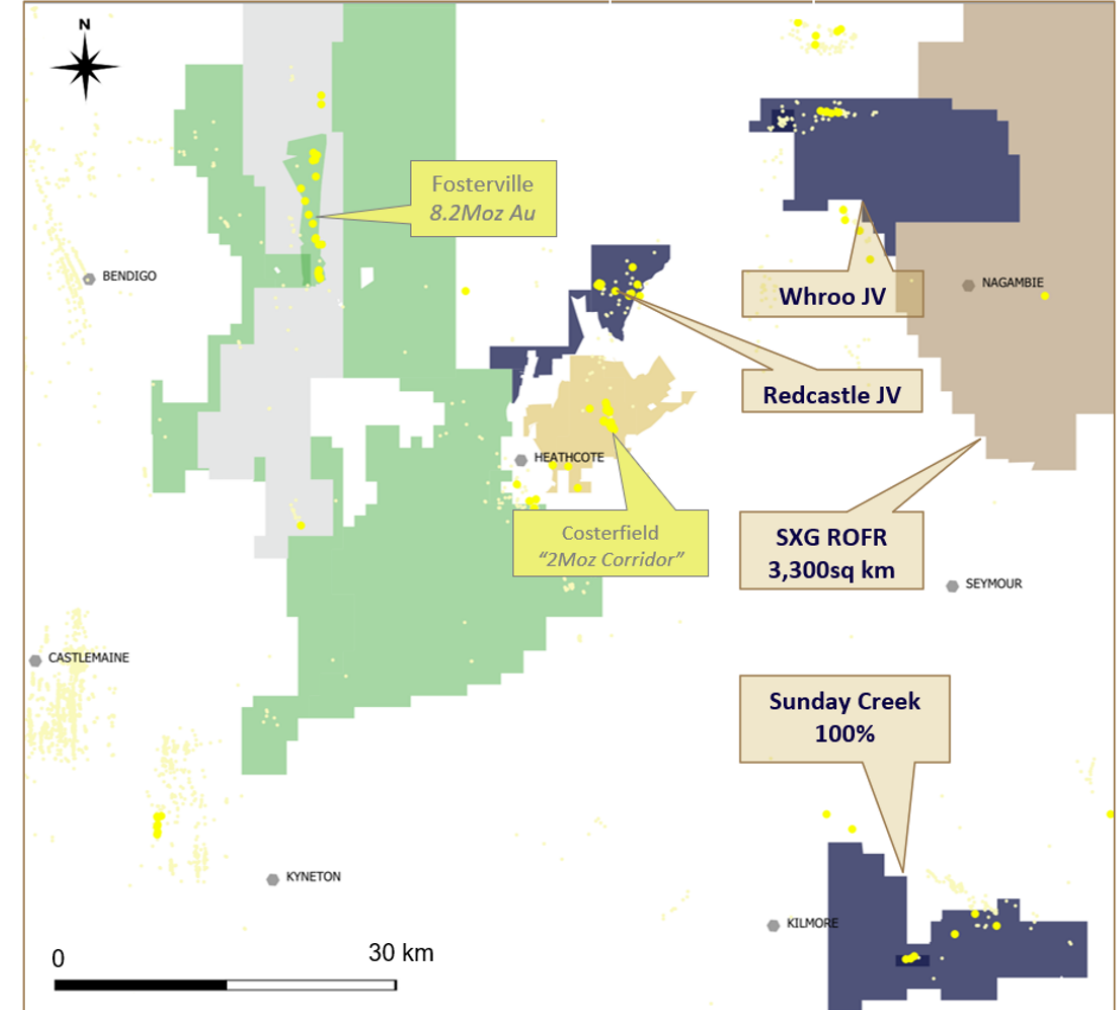 N
Fosterville
8.2Moz Au
BENDIGO
NAGAMBIE
Whroo JV
Redcastle JV
HEATHCOTE
Costerfield
“2Moz Corridor”
SXG ROFR
3,300sq km
SEYMOUR
CASTLEMAINE
Sunday Creek
100%
KYNETON
KILMORE
0
30 km